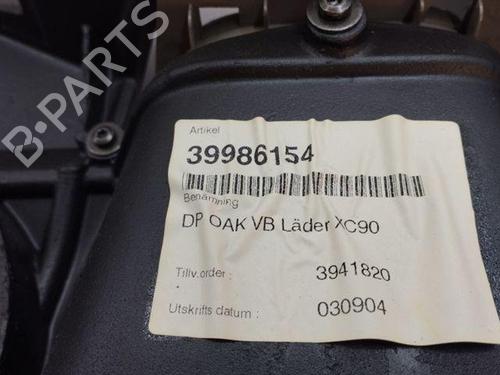 B-PARTS
Artikel
39986154
Benämning
DP OAK VB Läder XC90
Tillv.order : 3941820
Utskrifts datum : 030904